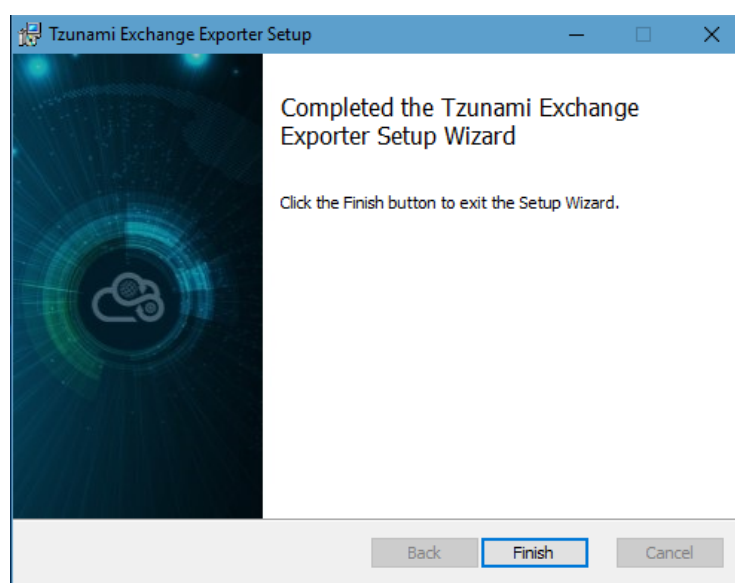 Tzunami Exchange Exporter Setup
Completed the Tzunami Exchange
Exporter Setup Wizard
Click the Finish button to exit the Setup Wizard.
Back
Finish
Cancel